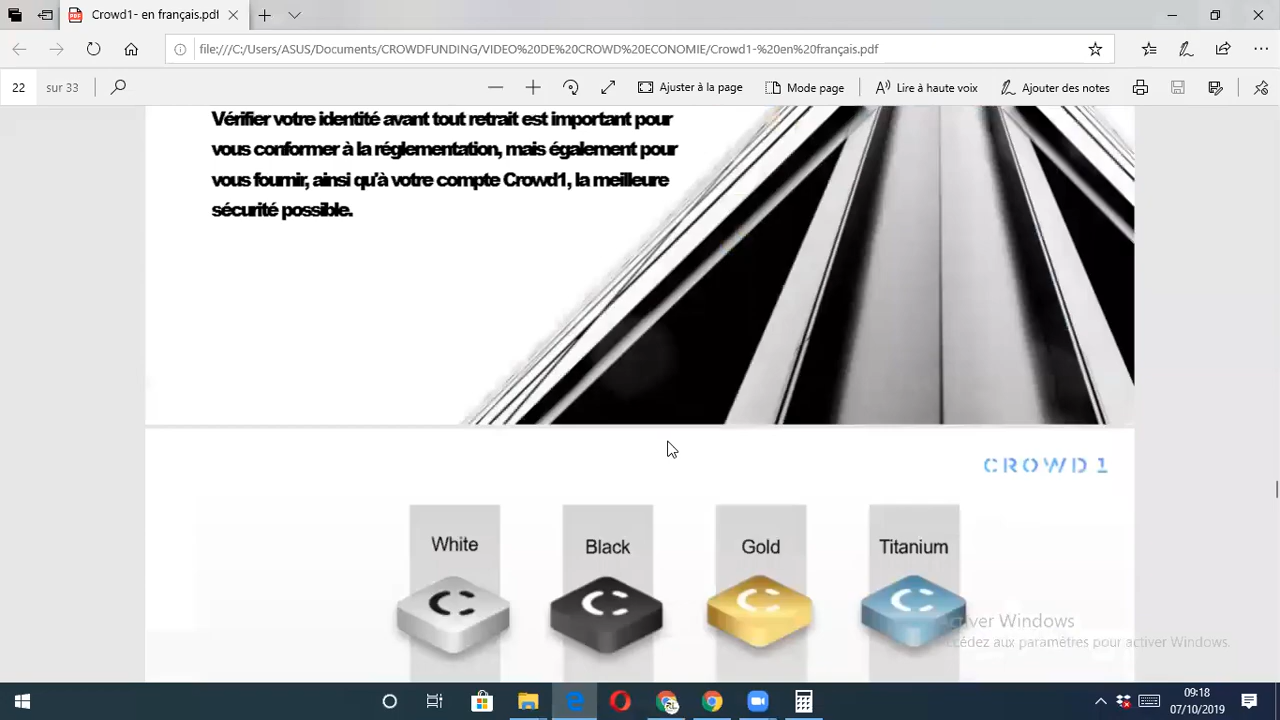 Crowd1- en français.pdf
file:///C:/Users/ASUS/Documents/CROWDFUNDING/VIDEO%20DE%20CROWD%20ECONOMIE/Crowd1-%20en%20français.pdf
22 sur 33 Ajuster à la page Mode page Lire à haute voix Ajouter des notes
Vérifier votre identité avant tout retrait est important pour
vous conformer à la réglementation, mais également pour
vous fournir, ainsi qu'à votre compte Crowd1, la meilleure
sécurité possible.
CROWD1
White Black Gold Titanium
Activer Windows
Accédez aux paramètres pour activer Windows.
RL
09:18
07/10/2019